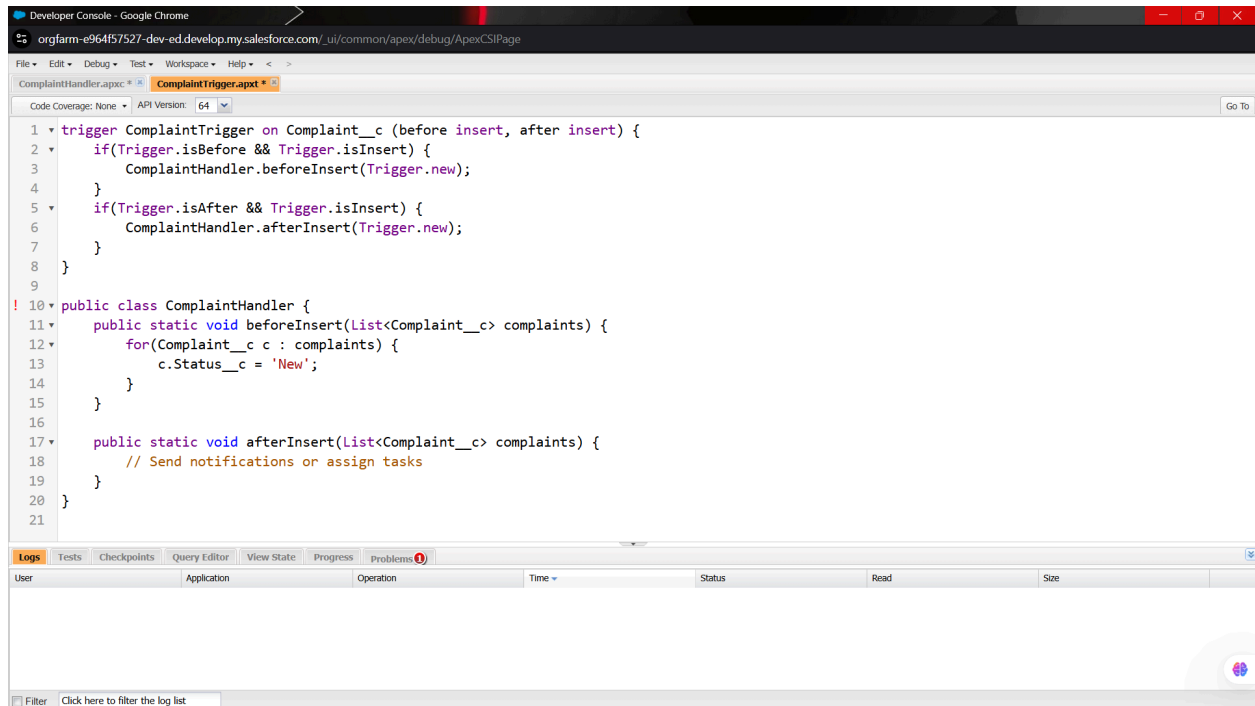 Developer Console - Google Chrome
orgfarm-e964f57527-dev-ed.develop.my.salesforce.com/_ui/common/apex/debug/ApexCSIPage
File Edit Debug Test Workspace Help < >
ComplaintHandler.apxc * ComplaintTrigger.apxt *
Code Coverage: None API Version: 64 Go To
1 trigger ComplaintTrigger on Complaint__c (before insert, after insert) {
2 if(Trigger.isBefore && Trigger.isInsert) {
3 ComplaintHandler.beforeInsert(Trigger.new);
4 }
5 if(Trigger.isAfter && Trigger.isInsert) {
6 ComplaintHandler.afterInsert(Trigger.new);
7 }
8 }
9
! 10 public class ComplaintHandler {
11 public static void beforeInsert(List<Complaint__c> complaints) {
12 for(Complaint__c c : complaints) {
13 c.Status__c = 'New';
14 }
15 }
16
17 public static void afterInsert(List<Complaint__c> complaints) {
18 // Send notifications or assign tasks
19 }
20 }
21
Logs Tests Checkpoints Query Editor View State Progress Problems 1
User Application Operation Time Status Read Size
Filter Click here to filter the log list